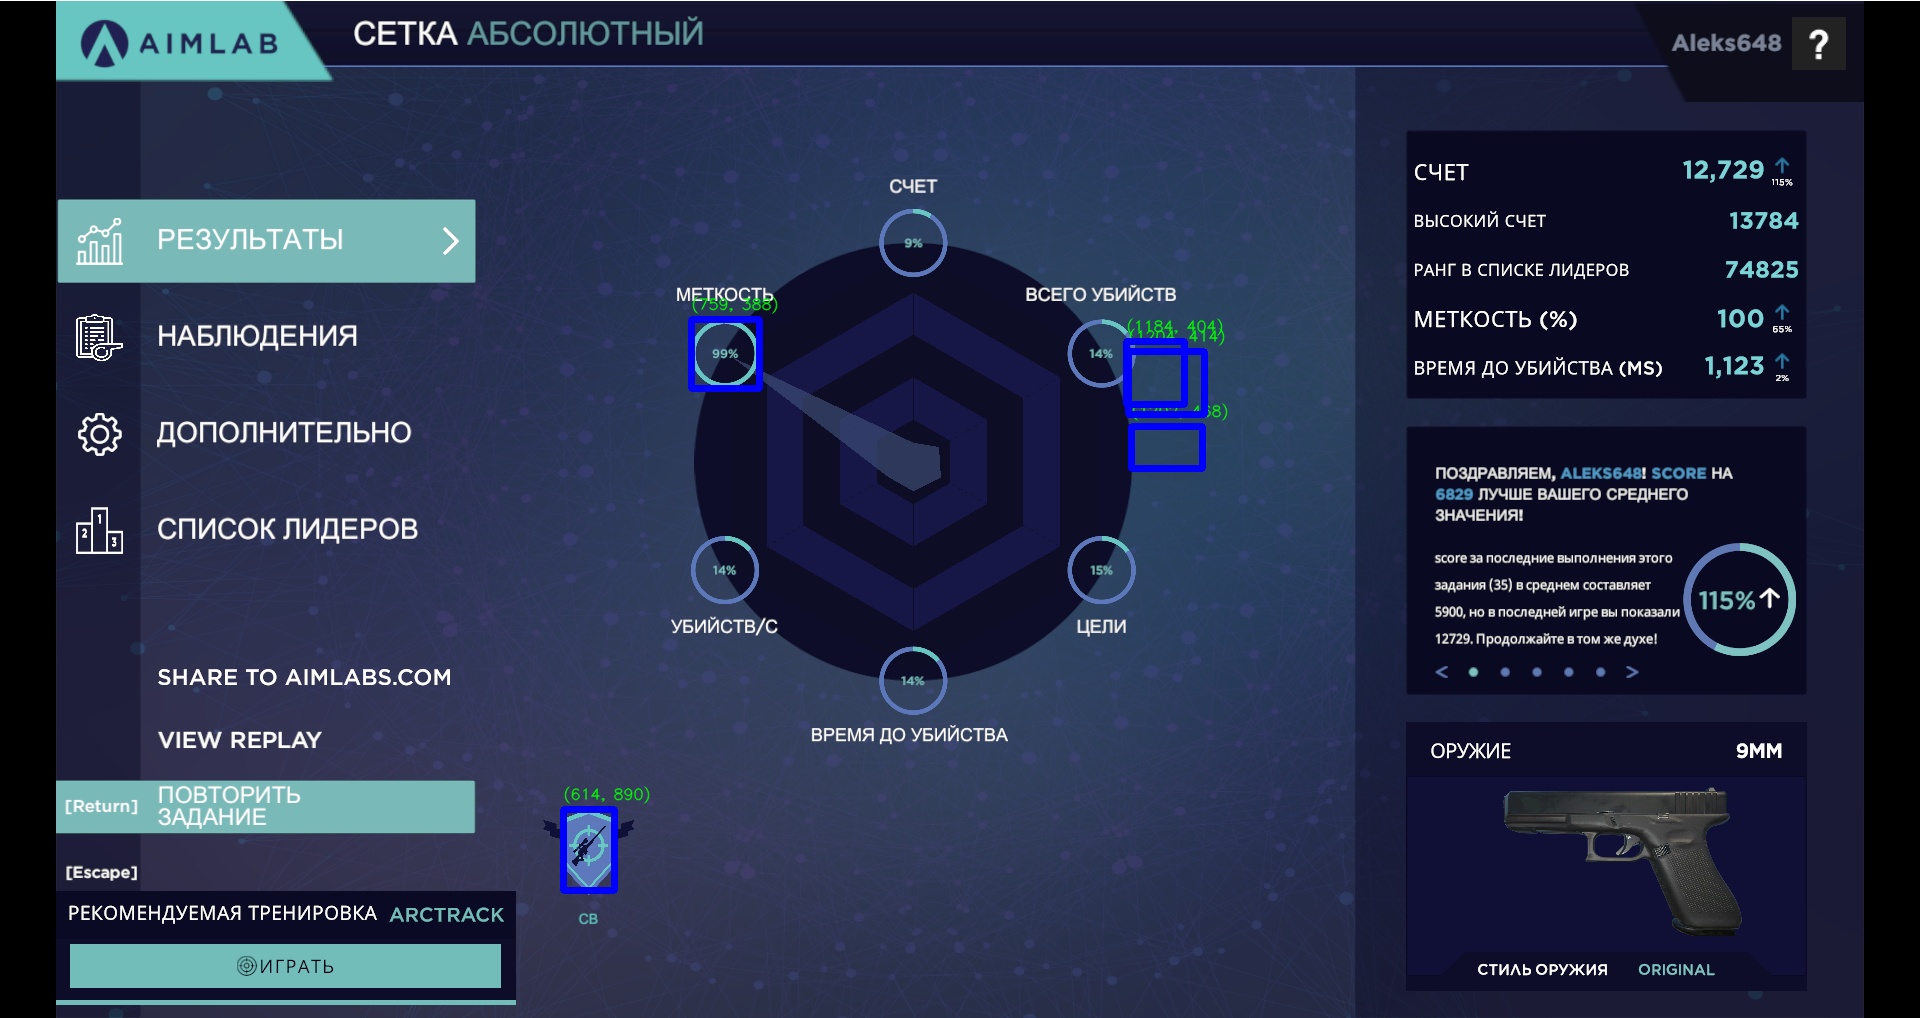 AIMLAB
СЕТКА АБСОЛЮТНЫЙ
Aleks648
?
РЕЗУЛЬТАТЫ
НАБЛЮДЕНИЯ
ДОПОЛНИТЕЛЬНО
СПИСОК ЛИДЕРОВ
SHARE TO AIMLABS.COM
VIEW REPLAY
[Return]
ПОВТОРИТЬ
ЗАДАНИЕ
[Escape]
РЕКОМЕНДУЕМАЯ ТРЕНИРОВКА ARCTRACK
ИГРАТЬ
СЧЕТ
9%
МЕТКОСТЬ
(759, 388)
99%
ВСЕГО УБИЙСТВ
(1184, 404)
14%
14%
УБИЙСТВ/С
15%
ЦЕЛИ
14%
ВРЕМЯ ДО УБИЙСТВА
(614, 890)
СВ
СЧЕТ 12,729
115%
ВЫСОКИЙ СЧЕТ 13784
РАНГ В СПИСКЕ ЛИДЕРОВ 74825
МЕТКОСТЬ (%) 100
65%
ВРЕМЯ ДО УБИЙСТВА (MS) 1,123
2%
ПОЗДРАВЛЯЕМ, ALEKS648! SCORE НА
6829 ЛУЧШЕ ВАШЕГО СРЕДНЕГО
ЗНАЧЕНИЯ!
score за последние выполнения этого
задания (35) в среднем составляет
5900, но в последней игре вы показали
12729. Продолжайте в том же духе!
115%
ОРУЖИЕ 9MM
СТИЛЬ ОРУЖИЯ ORIGINAL